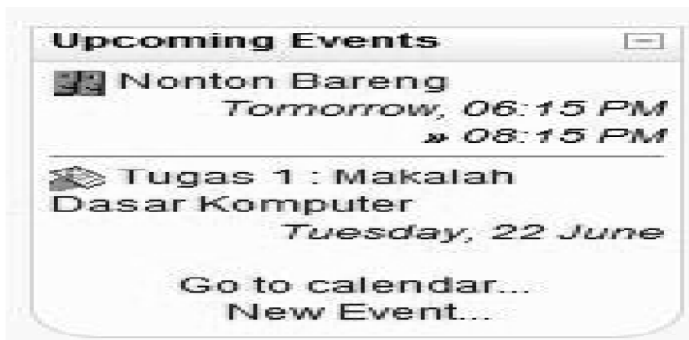 Upcoming Events
Nonton Bareng
Tomorrow, 06:15 PM
» 08:15 PM
Tugas 1 : Makalah
Dasar Komputer
Tuesday, 22 June
Go to calendar...
New Event...